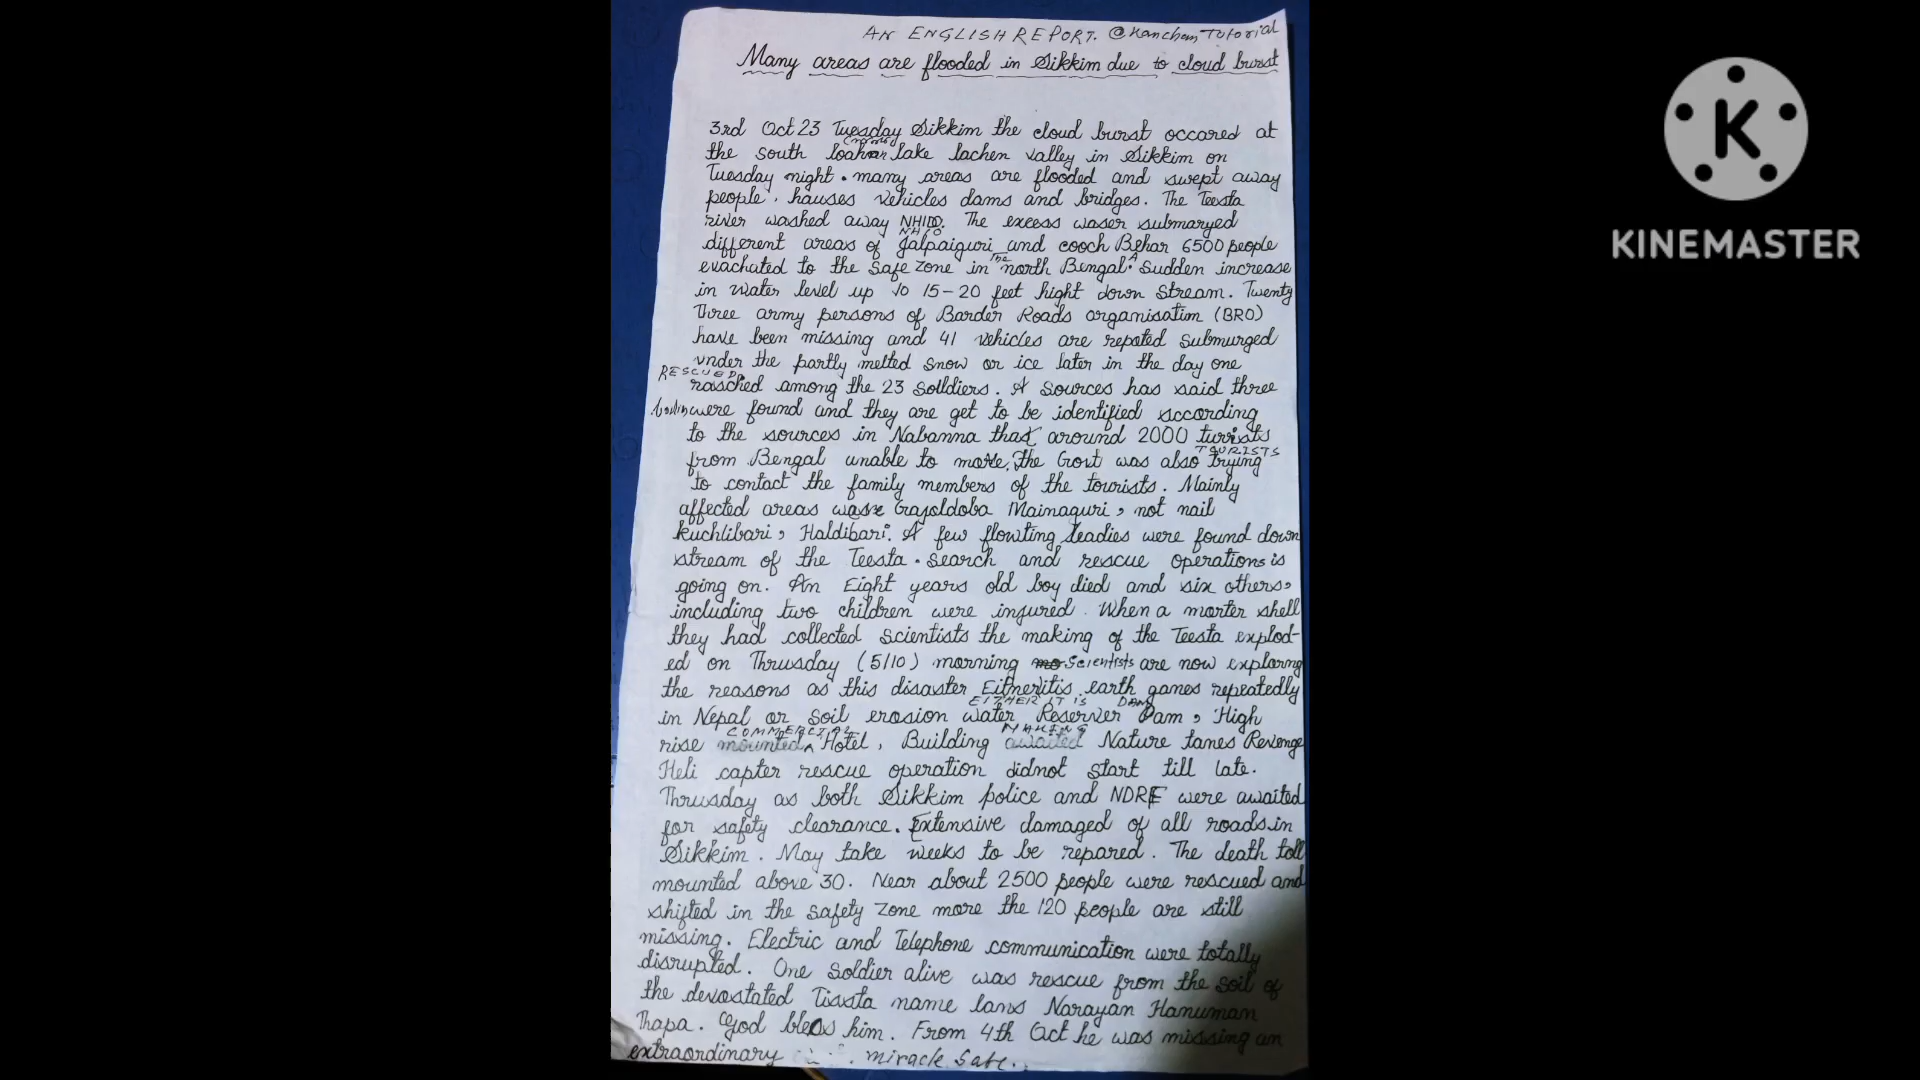 AN ENGLISH REPORT. @Kanchan Tutorial
Many areas are flooded in Sikkim due to cloud burst
3rd Oct 23 Tuesday Sikkim the cloud burst occared at
the south lake lachen valley in Sikkim on
Tuesday night. many areas are flooded and swept away
people, hauses vehicles dams and bridges. The Teesta
river washed away NH10. The excess waser submaryed
NH10
different areas of Jalpaiguri and cooch Behar 6500 people
The A
evachated to the safe zone in north Bengal. Sudden increase
in water level up to 15-20 feet hight down stream. Twenty
Three army persons of Barder Roads organisation (BRO)
have been missing and 41 vehicles are repoted submurged
under the partly melted snow or ice later in the day one
RESCUED
rasched among the 23 solldiers. A sources has said three
bodies were found and they are get to be identified sccording
to the sources in Nabanna that around 2000 turists
TOURISTS
from Bengal unable to move. The Govt was also trying
to contact the family members of the tourists. Mainly
affected areas was Gajoldoba Mainaguri, not nail
kuchlibari, Haldibari. A few flowting leadies were found down
stream of the Teesta. Search and rescue operations is
going on. An Eight years old boy died and six others,
including two children were injured. When a morter shell
they had collected scientists the making of the Teesta explod-
ed on Thrusday (5/10) morning Scientists are now explorng
the reasons as this disaster Eitmeritis earth ganes repeatedly
EITHER IT IS DAM
in Nepal or soil erosion water Reserver Dam, High
COMMERCIAL MAKING
rise mounted Hotel, Building awaited Nature tanes Revenge
Heli capter rescue operation didnot start till late.
Thrusday as both Sikkim police and NDRF were awaited
for safety clearance. Extensive damaged of all roads in
Sikkim. May take weeks to be repared. The death toll
mounted above 30. Near about 2500 people were rescued and
shifted in the safety zone more the 120 people are still
missing. Electric and Telephone communication were totally
disrupted. One soldier alive was rescue from the soil of
the devastated Tissta name lans Narayan Hanuman
Thapa. God bless him. From 4th Oct he was missing an
extraordinary miracle safe.
KINEMASTER